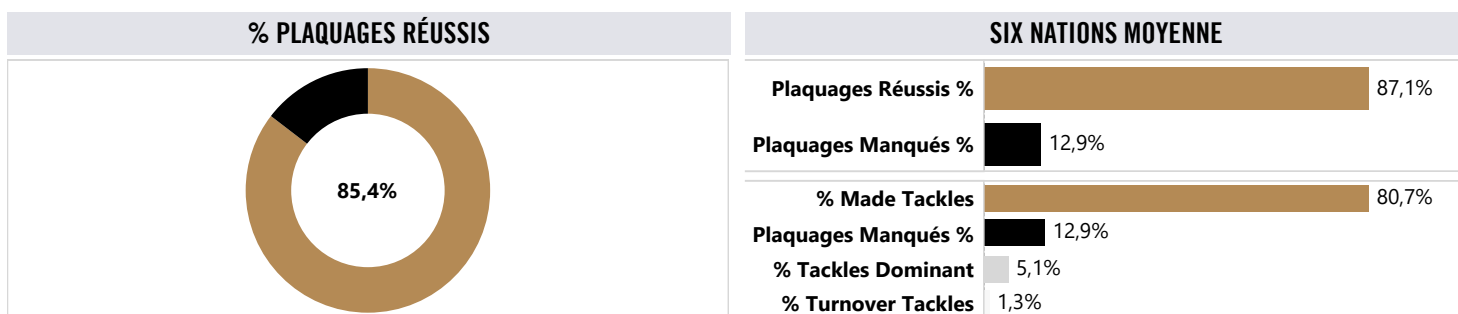 % PLAQUAGES RÉUSSIS
85,4%
SIX NATIONS MOYENNE
Plaquages Réussis % 87,1%
Plaquages Manqués % 12,9%
% Made Tackles 80,7%
Plaquages Manqués % 12,9%
% Tackles Dominant 5,1%
% Turnover Tackles 1,3%